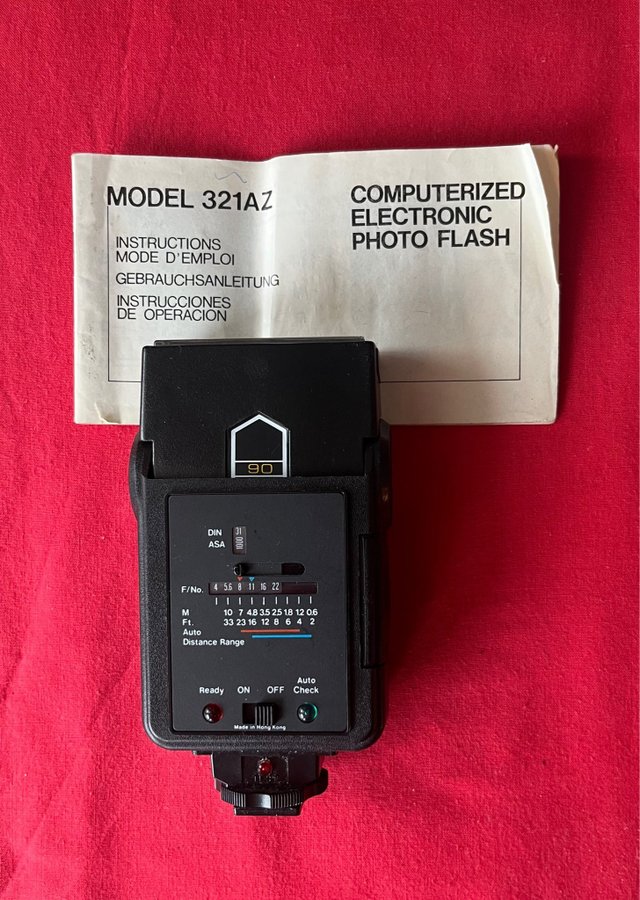 MODEL 321AZ
INSTRUCTIONS
MODE D'EMPLOI
GEBRAUCHSANLEITUNG
INSTRUCCIONES
DE OPERACION
COMPUTERIZED
ELECTRONIC
PHOTO FLASH
90
DIN 31
ASA 1000
F/No. 4 5.6 8 11 16 22
M 10 7 4.8 3.5 2.5 1.8 1.2 0.6
Ft. 33 23 16 12 8 6 4 2
Auto
Distance Range
Ready ON OFF Auto Check
Made in Hong Kong